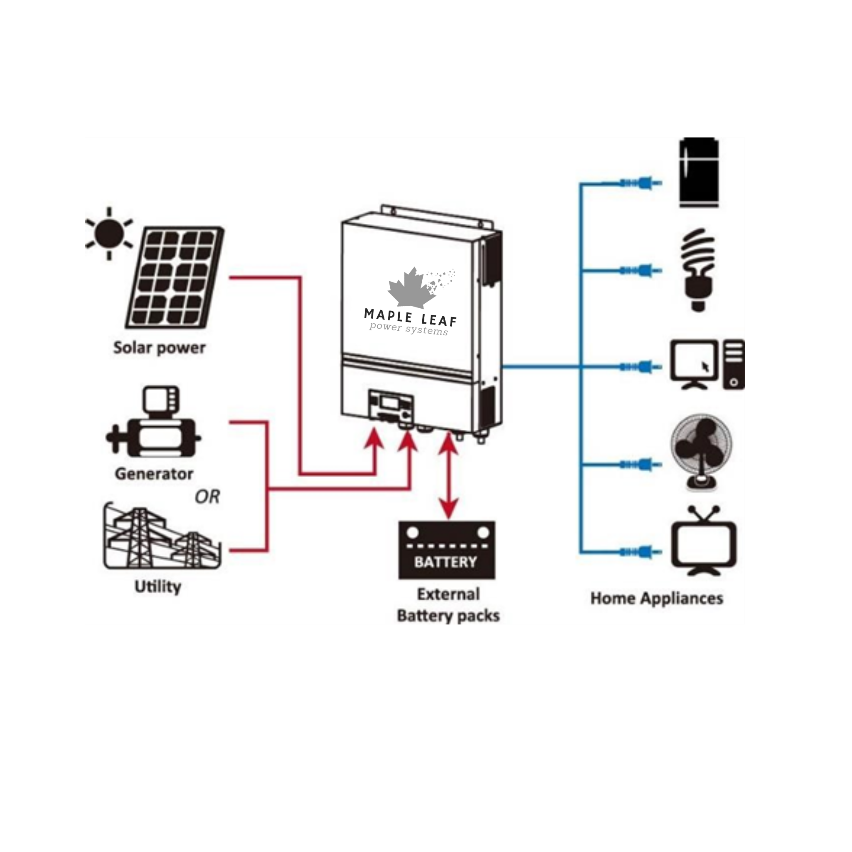 MAPLE LEAF
power systems
Solar power
Generator
OR
Utility
BATTERY
External
Battery packs
Home Appliances